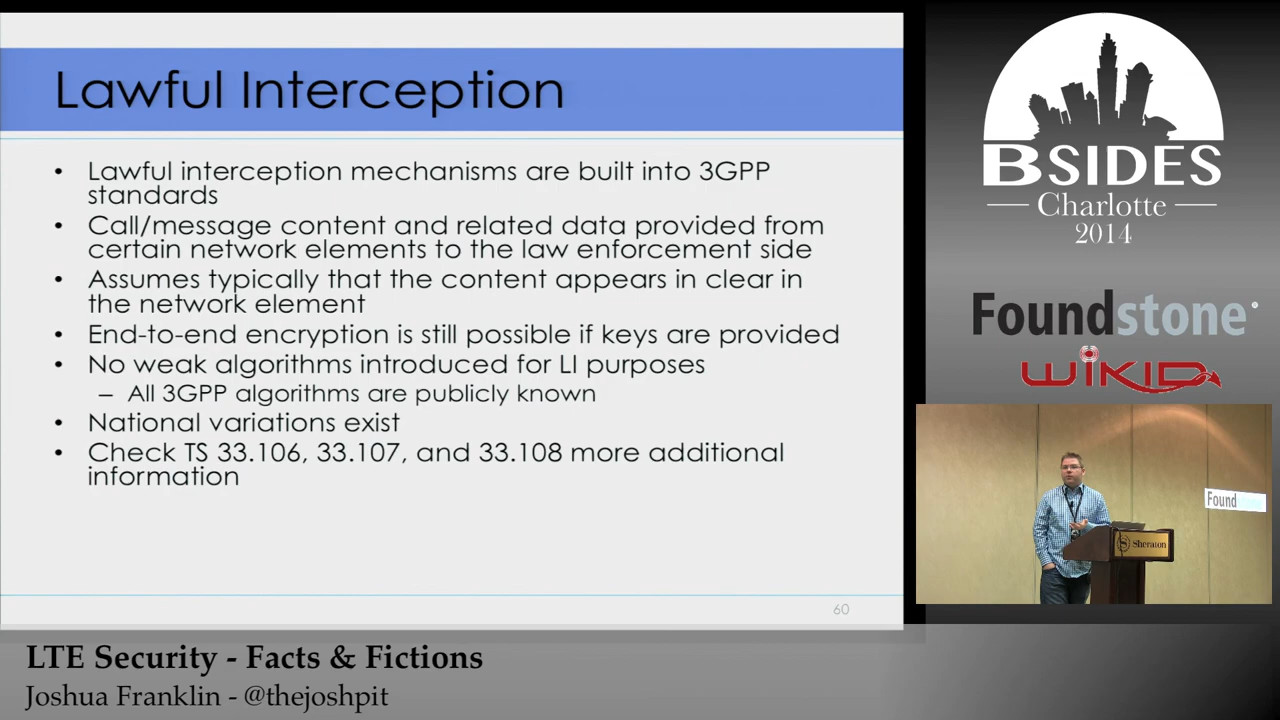 Lawful Interception
• Lawful interception mechanisms are built into 3GPP
standards
• Call/message content and related data provided from
certain network elements to the law enforcement side
• Assumes typically that the content appears in clear in
the network element
• End-to-end encryption is still possible if keys are provided
• No weak algorithms introduced for LI purposes
– All 3GPP algorithms are publicly known
• National variations exist
• Check TS 33.106, 33.107, and 33.108 more additional
information
60
BSIDES
Charlotte
2014
Foundstone
WiKID
Found
Sheraton
LTE Security - Facts & Fictions
Joshua Franklin - @thejoshpit